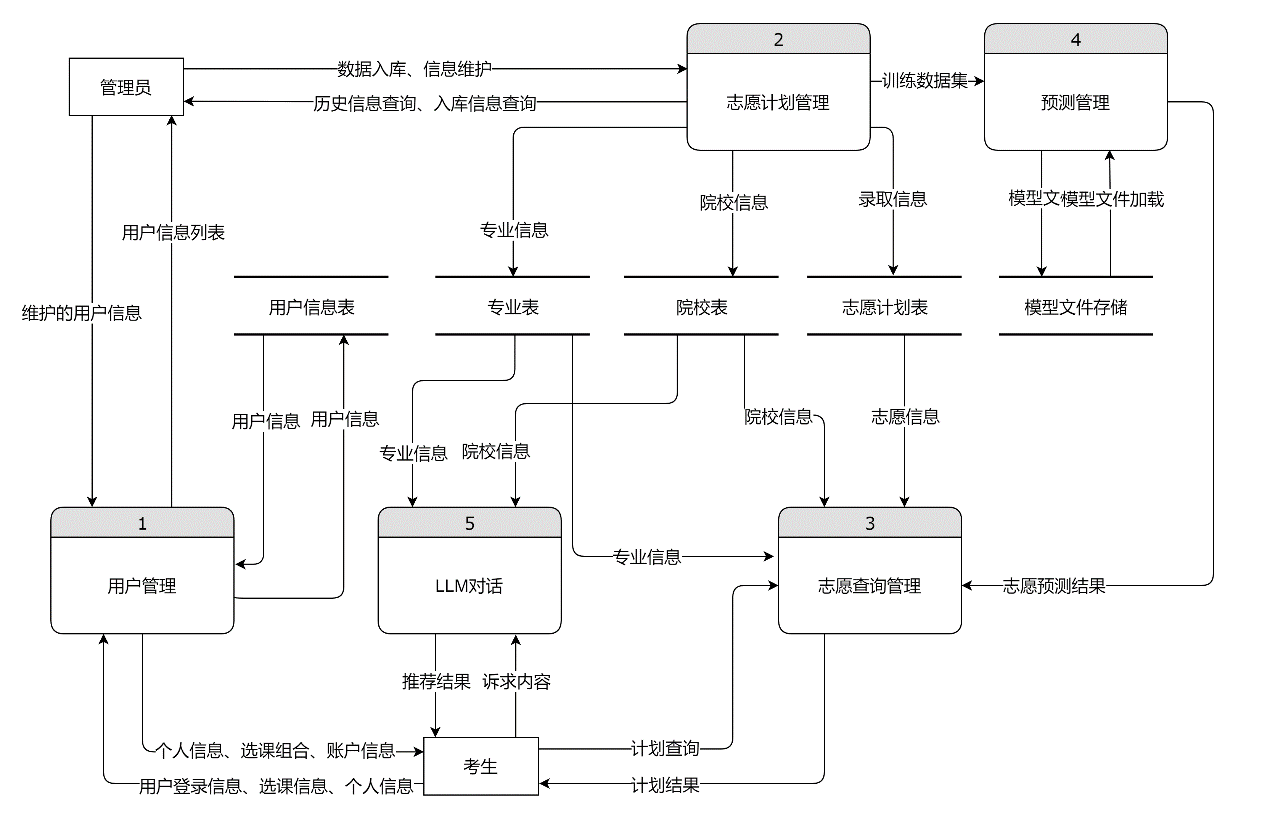 2
4
管理员
数据入库、信息维护
历史信息查询、入库信息查询
志愿计划管理
训练数据集
预测管理
用户信息列表
专业信息
院校信息
录取信息
模型文
模型文件加载
维护的用户信息
用户信息表
专业表
院校表
志愿计划表
模型文件存储
用户信息
用户信息
专业信息
院校信息
院校信息
志愿信息
1
5
3
用户管理
LLM对话
专业信息
志愿查询管理
志愿预测结果
推荐结果
诉求内容
个人信息、选课组合、账户信息
计划查询
考生
用户登录信息、选课信息、个人信息
计划结果